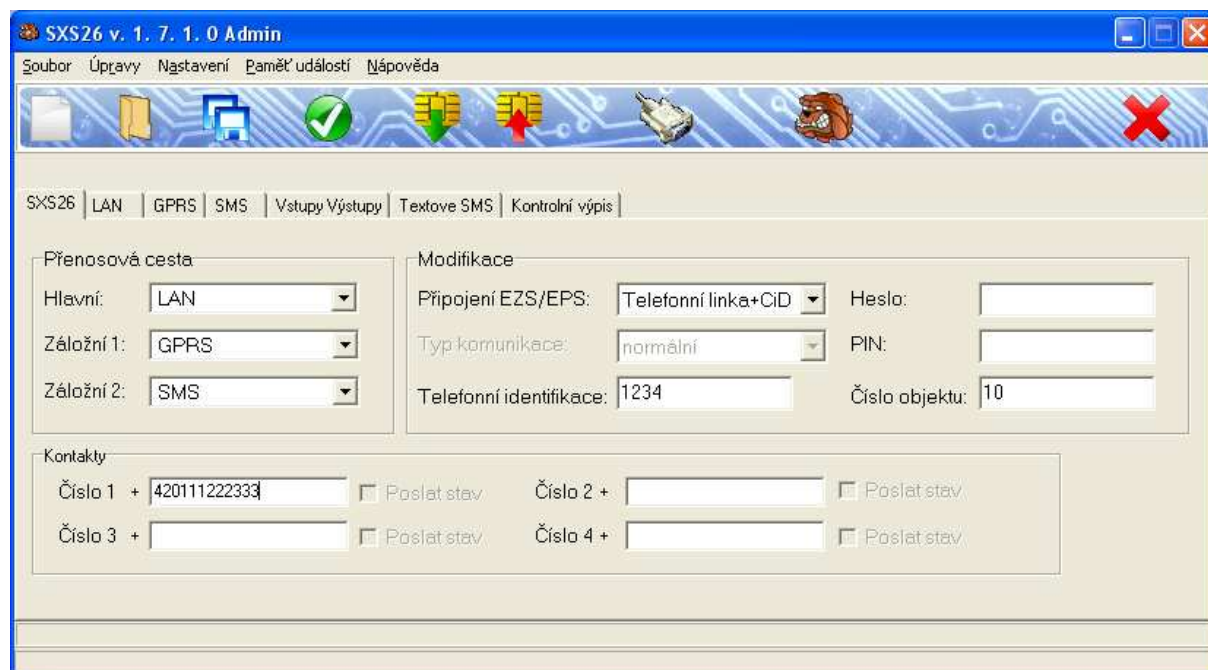 SXS26 v. 1. 7. 1. 0 Admin
Soubor Úpravy Nastavení Paměť událostí Nápověda
SXS26 LAN GPRS SMS Vstupy Výstupy Textove SMS Kontrolní výpis
Přenosová cesta Modifikace
Hlavní: LAN Připojení EZS/EPS: Telefonní linka+CiD Heslo:
Záložní 1: GPRS Typ komunikace: normální PIN:
Záložní 2: SMS Telefonní identifikace: 1234 Číslo objektu: 10
Kontakty
Číslo 1 + 420111222333 Poslat stav Číslo 2 + Poslat stav
Číslo 3 + Poslat stav Číslo 4 + Poslat stav